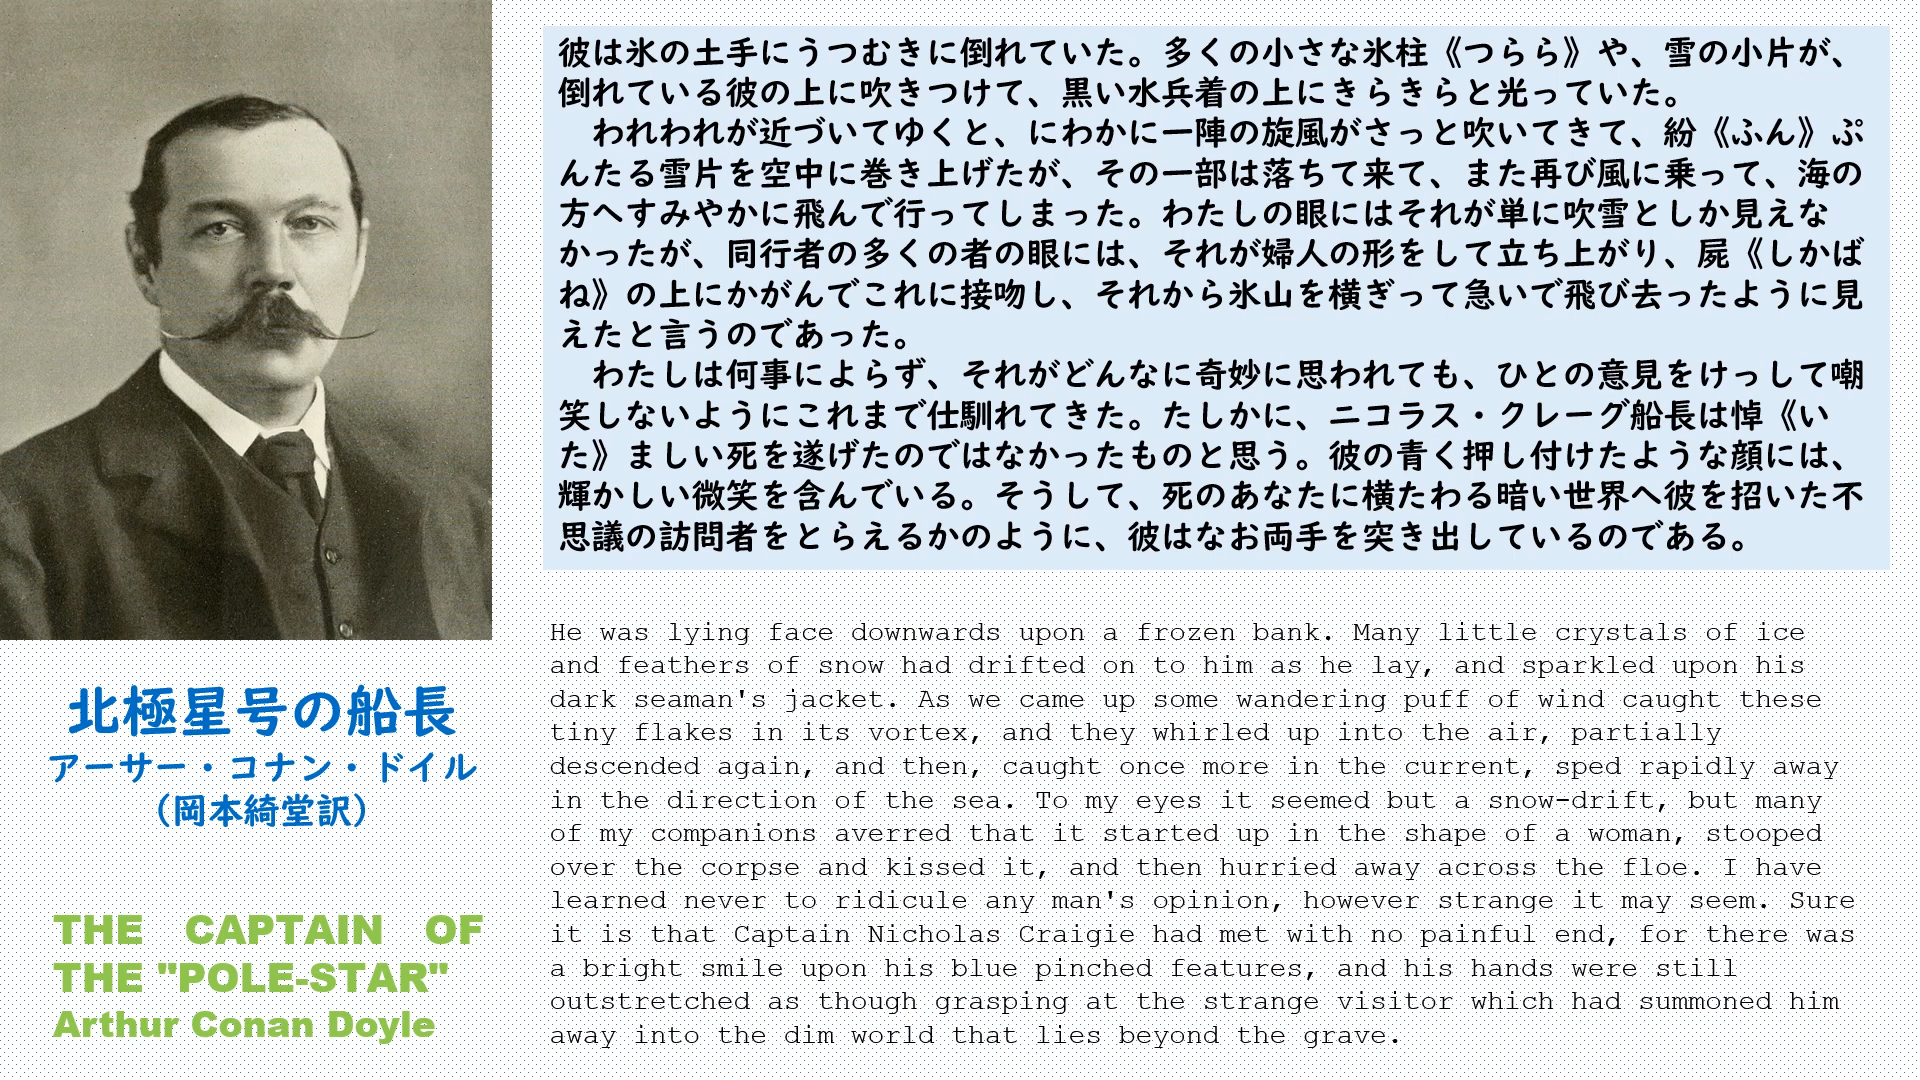 彼は氷の土手にうつむきに倒れていた。多くの小さな氷柱《つらら》や、雪の小片が、
倒れている彼の上に吹きつけて、黒い水兵着の上にきらきらと光っていた。
　われわれが近づいてゆくと、にわかに一陣の旋風がさっと吹いてきて、紛《ふん》ぷ
んたる雪片を空中に巻き上げたが、その一部は落ちて来て、また再び風に乗って、海の
方へすみやかに飛んで行ってしまった。わたしの眼にはそれが単に吹雪としか見えな
かったが、同行者の多くの者の眼には、それが婦人の形をして立ち上がり、屍《しかば
ね》の上にかがんでこれに接吻し、それから氷山を横ぎって急いで飛び去ったように見
えたと言うのであった。
　わたしは何事によらず、それがどんなに奇妙に思われても、ひとの意見をけっして嘲
笑しないようにこれまで仕馴れてきた。たしかに、ニコラス・クレーグ船長は悼《い
た》ましい死を遂げたのではなかったものと思う。彼の青く押し付けたような顔には、
輝かしい微笑を含んでいる。そうして、死のあなたに横たわる暗い世界へ彼を招いた不
思議の訪問者をとらえるかのように、彼はなお両手を突き出しているのである。
He was lying face downwards upon a frozen bank. Many little crystals of ice
and feathers of snow had drifted on to him as he lay, and sparkled upon his
dark seaman's jacket. As we came up some wandering puff of wind caught these
tiny flakes in its vortex, and they whirled up into the air, partially
descended again, and then, caught once more in the current, sped rapidly away
in the direction of the sea. To my eyes it seemed but a snow-drift, but many
of my companions averred that it started up in the shape of a woman, stooped
over the corpse and kissed it, and then hurried away across the floe. I have
learned never to ridicule any man's opinion, however strange it may seem. Sure
it is that Captain Nicholas Craigie had met with no painful end, for there was
a bright smile upon his blue pinched features, and his hands were still
outstretched as though grasping at the strange visitor which had summoned him
away into the dim world that lies beyond the grave.
北極星号の船長
アーサー・コナン・ドイル
（岡本綺堂訳）
THE CAPTAIN OF
THE "POLE-STAR"
Arthur Conan Doyle